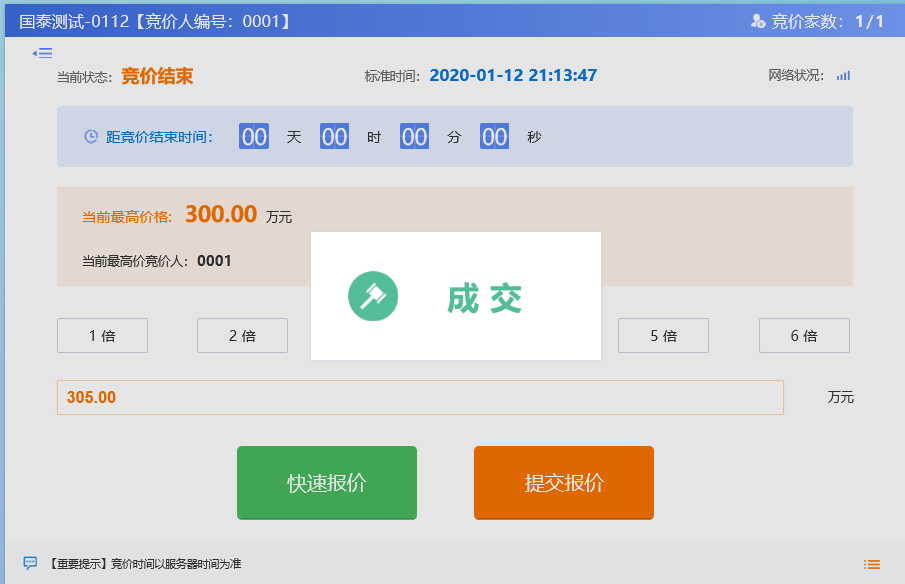 国泰测试-0112【竞价人编号：0001】 竞价家数：1/1
当前状态：竞价结束 标准时间：2020-01-12 21:13:47 网络状况：
距竞价结束时间： 00 天 00 时 00 分 00 秒
当前最高价格：300.00 万元
当前最高价竞价人：0001
成交
1 倍 2 倍 5 倍 6 倍
305.00 万元
快速报价 提交报价
【重要提示】竞价时间以服务器时间为准